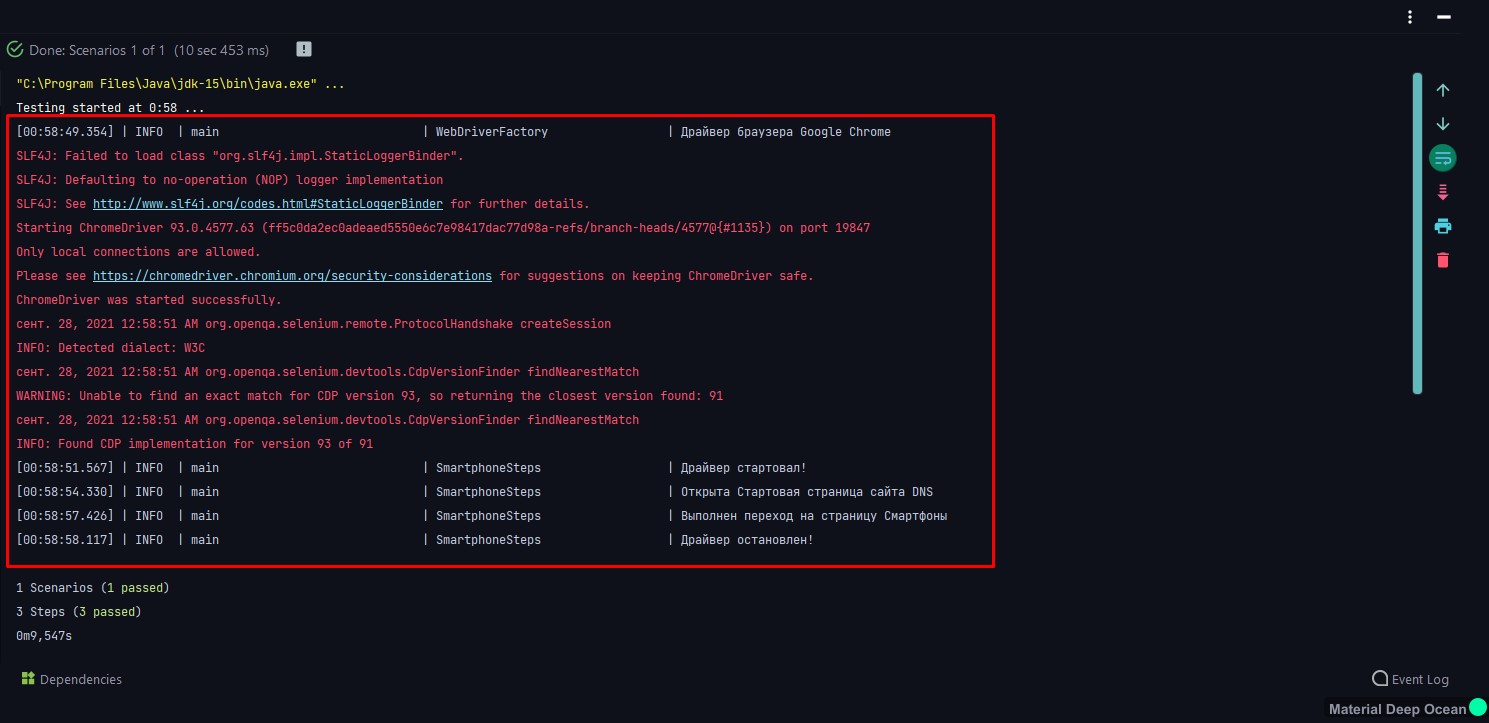 Done: Scenarios 1 of 1 (10 sec 453 ms)
"C:\Program Files\Java\jdk-15\bin\java.exe" ...
Testing started at 0:58 ...
[00:58:49.354] | INFO  | main | WebDriverFactory | Драйвер браузера Google Chrome
SLF4J: Failed to load class "org.slf4j.impl.StaticLoggerBinder".
SLF4J: Defaulting to no-operation (NOP) logger implementation
SLF4J: See http://www.slf4j.org/codes.html#StaticLoggerBinder for further details.
Starting ChromeDriver 93.0.4577.63 (ff5c0da2ec0adeaed5550e6c7e98417dac77d98a-refs/branch-heads/4577@{#1135}) on port 19847
Only local connections are allowed.
Please see https://chromedriver.chromium.org/security-considerations for suggestions on keeping ChromeDriver safe.
ChromeDriver was started successfully.
сент. 28, 2021 12:58:51 AM org.openqa.selenium.remote.ProtocolHandshake createSession
INFO: Detected dialect: W3C
сент. 28, 2021 12:58:51 AM org.openqa.selenium.devtools.CdpVersionFinder findNearestMatch
WARNING: Unable to find an exact match for CDP version 93, so returning the closest version found: 91
сент. 28, 2021 12:58:51 AM org.openqa.selenium.devtools.CdpVersionFinder findNearestMatch
INFO: Found CDP implementation for version 93 of 91
[00:58:51.567] | INFO  | main | SmartphoneSteps | Драйвер стартовал!
[00:58:54.330] | INFO  | main | SmartphoneSteps | Открыта Стартовая страница сайта DNS
[00:58:57.426] | INFO  | main | SmartphoneSteps | Выполнен переход на страницу Смартфоны
[00:58:58.117] | INFO  | main | SmartphoneSteps | Драйвер остановлен!
1 Scenarios (1 passed)
3 Steps (3 passed)
0m9,547s
Dependencies
Event Log
Material Deep Ocean